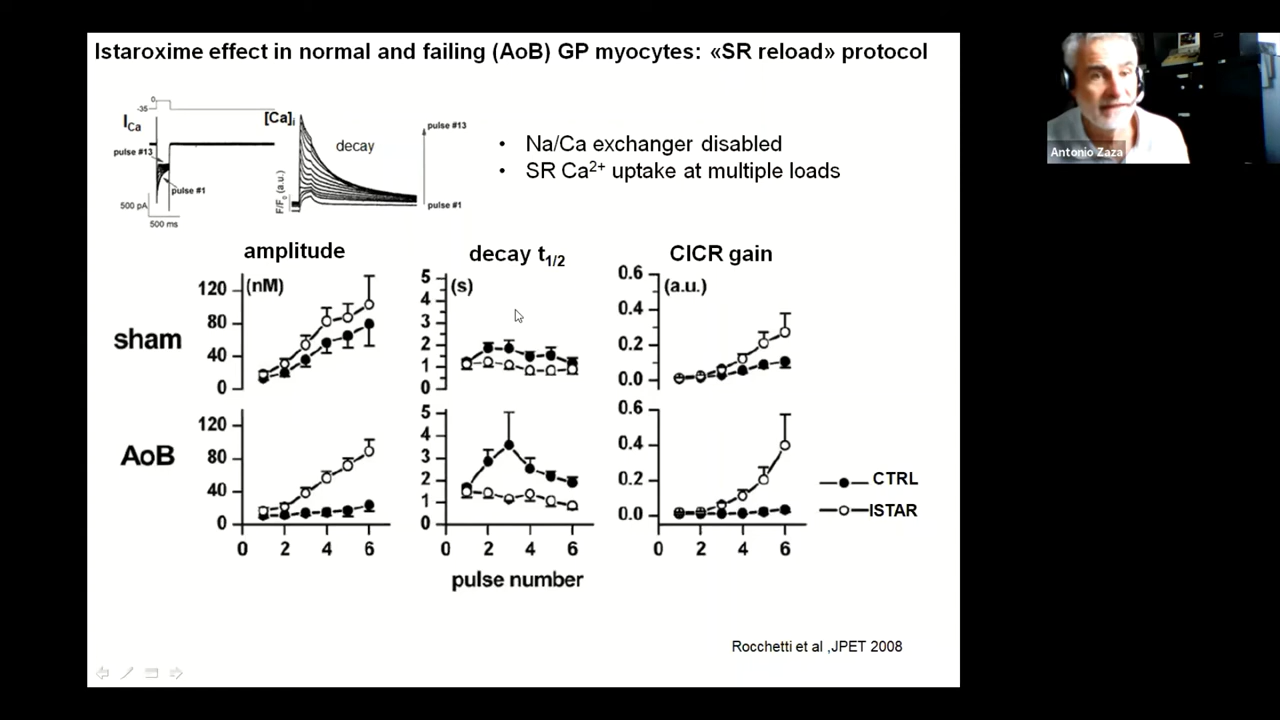 Istaroxime effect in normal and failing (AoB) GP myocytes: «SR reload» protocol
Antonio Zaza
0
-35
I_Ca
pulse #13
pulse #1
500 pA
500 ms
[Ca]i
decay
F/F₀ (a.u.)
pulse #13
pulse #1
• Na/Ca exchanger disabled
• SR Ca²⁺ uptake at multiple loads
amplitude
decay t1/2
CICR gain
sham
(nM)
120
80
40
0
(s)
5
4
3
2
1
0
(a.u.)
0.6
0.4
0.2
0.0
AoB
120
80
40
0
5
4
3
2
1
0
0.6
0.4
0.2
0.0
CTRL
ISTAR
0 2 4 6
0 2 4 6
0 2 4 6
pulse number
Rocchetti et al ,JPET 2008